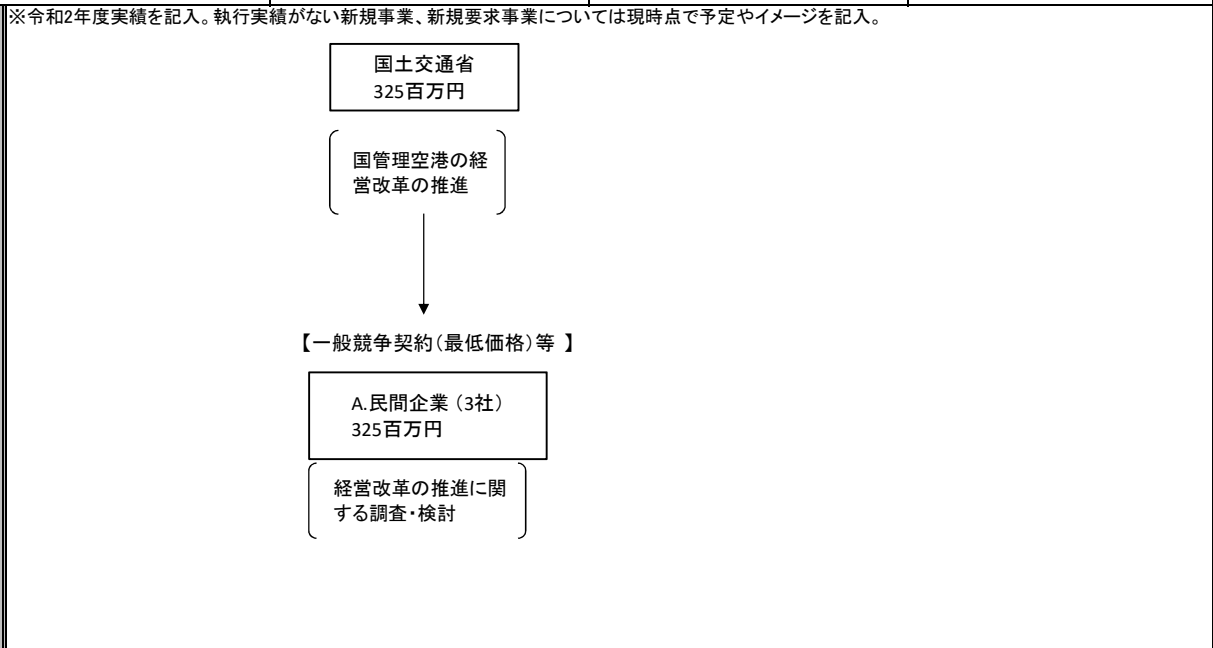 ※令和2年度実績を記入。執行実績がない新規事業、新規要求事業については現時点で予定やイメージを記入。
国土交通省
325百万円
国管理空港の経
営改革の推進
【一般競争契約(最低価格)等 】
A.民間企業（3社）
325百万円
経営改革の推進に関
する調査・検討